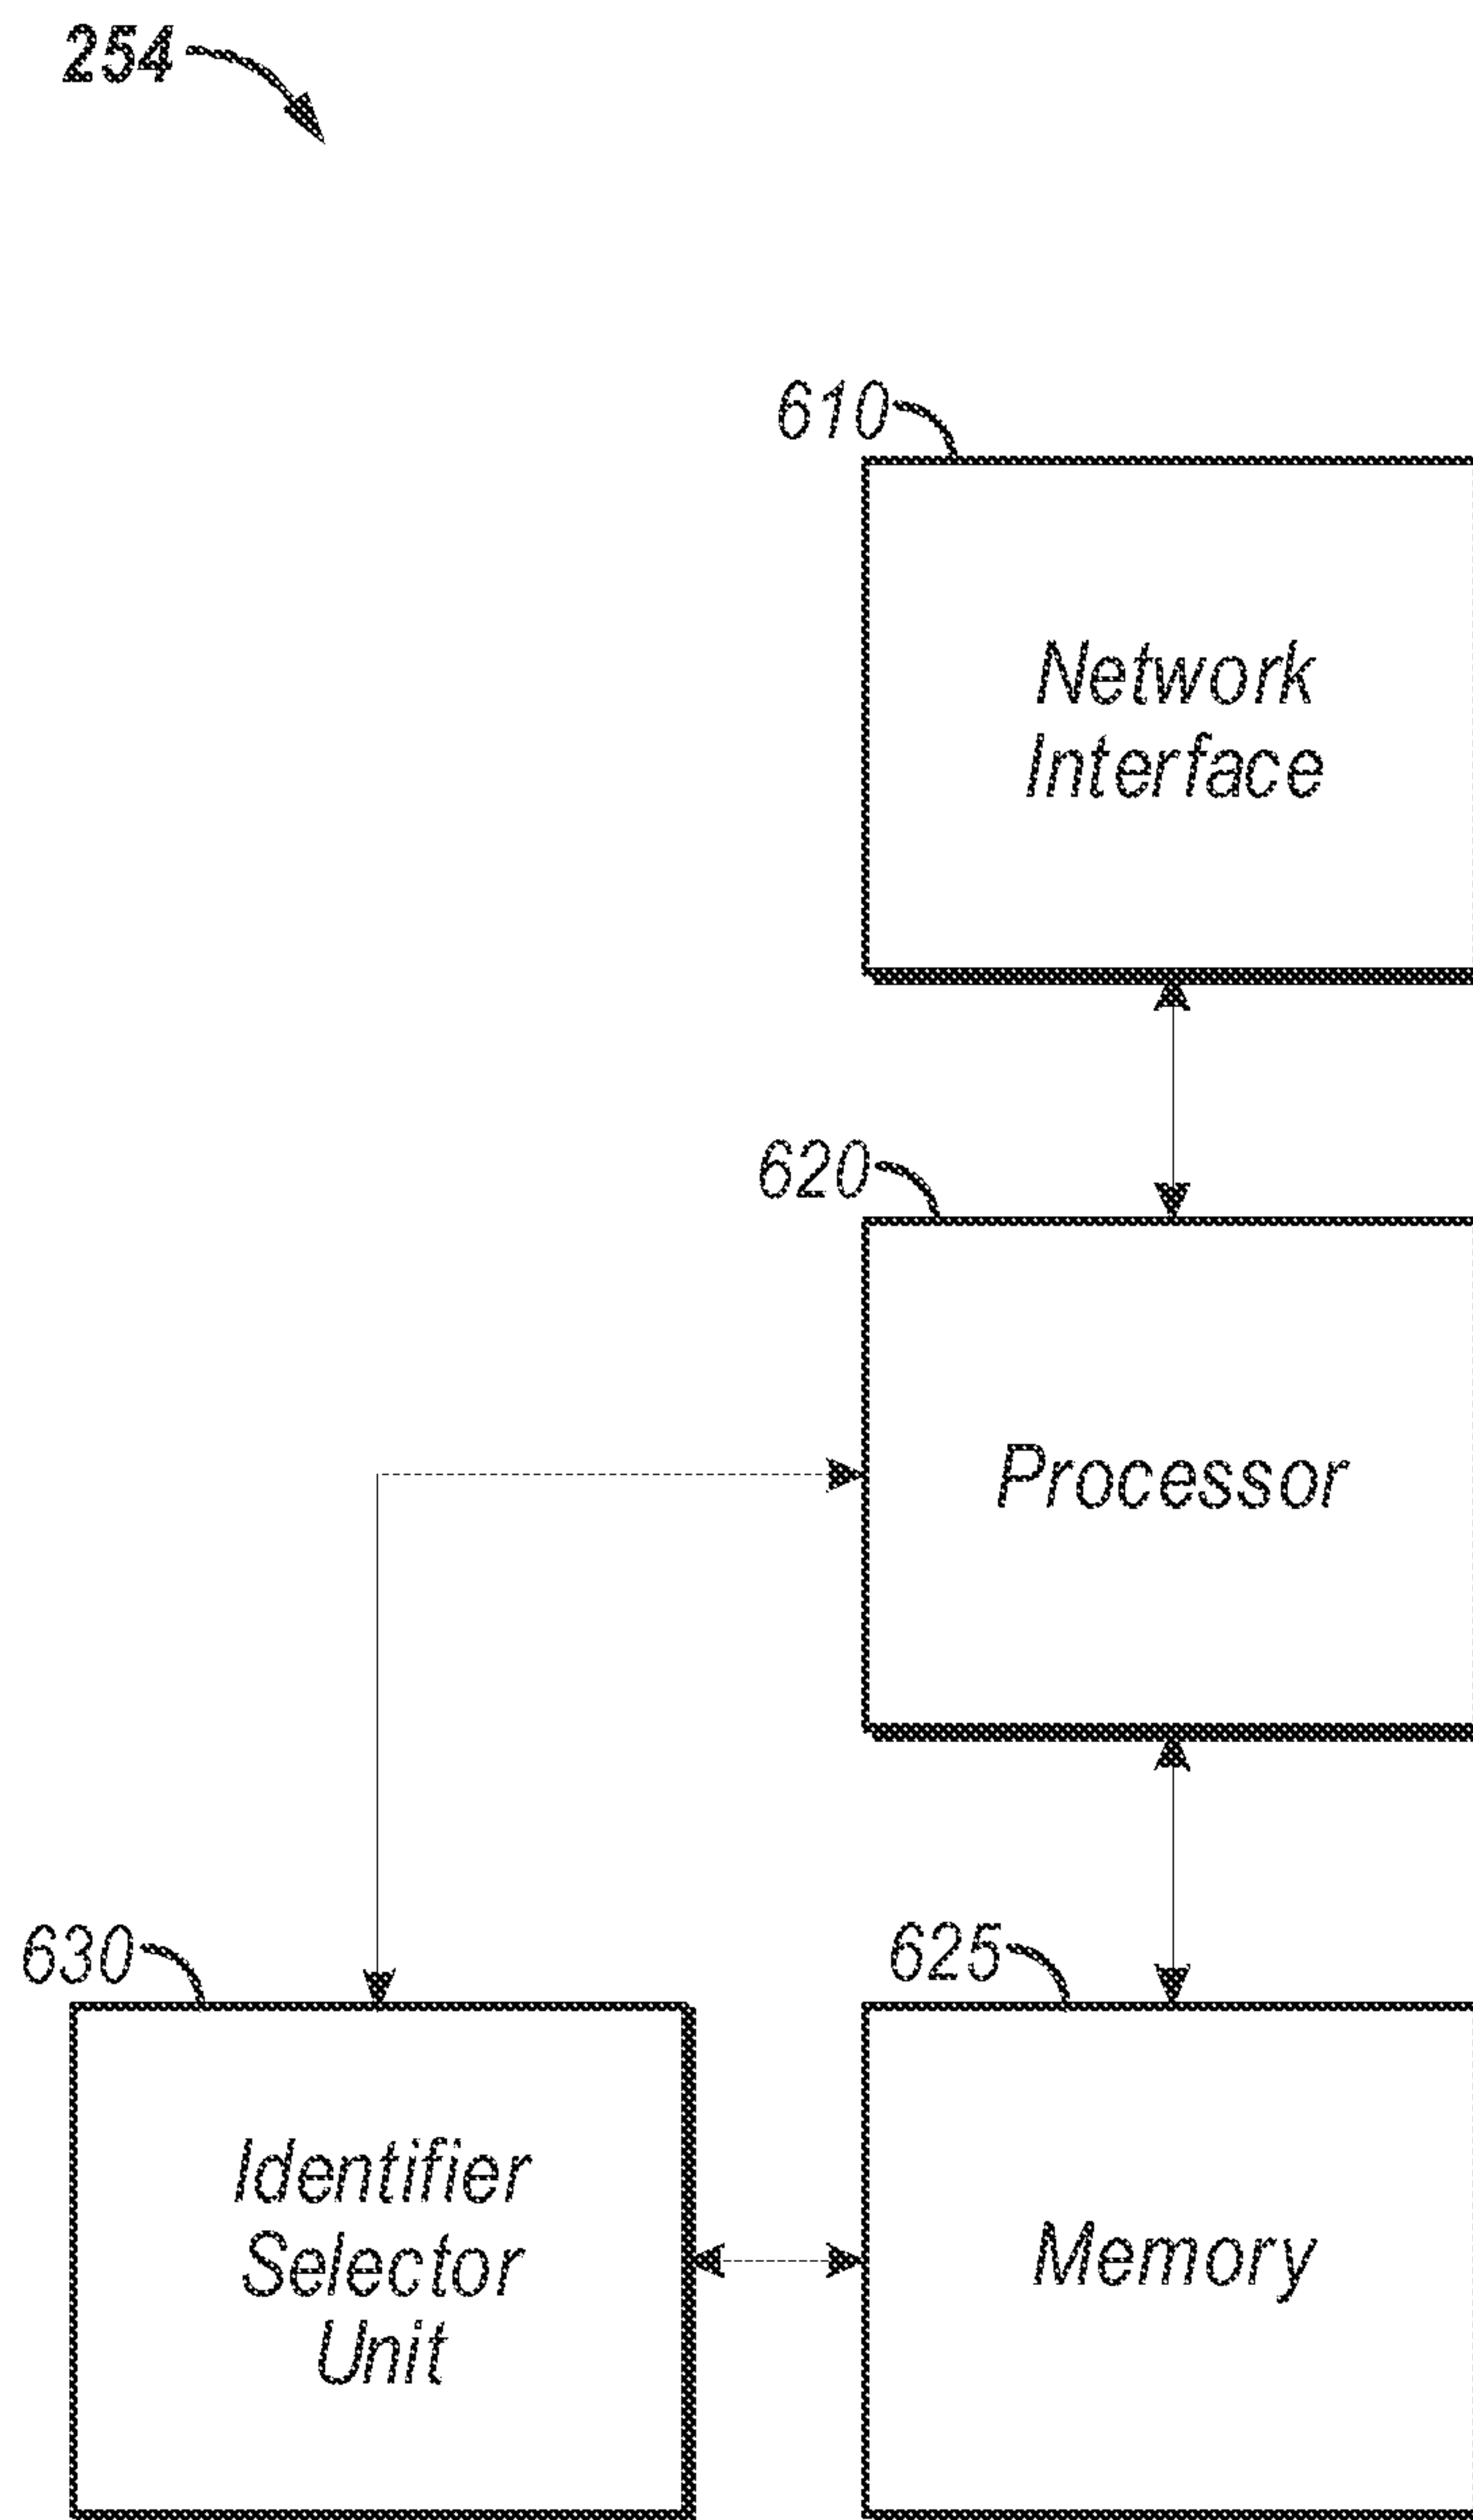 254
610
Network
Interface
620
Processor
630
625
Identifier
Selector
Unit
Memory